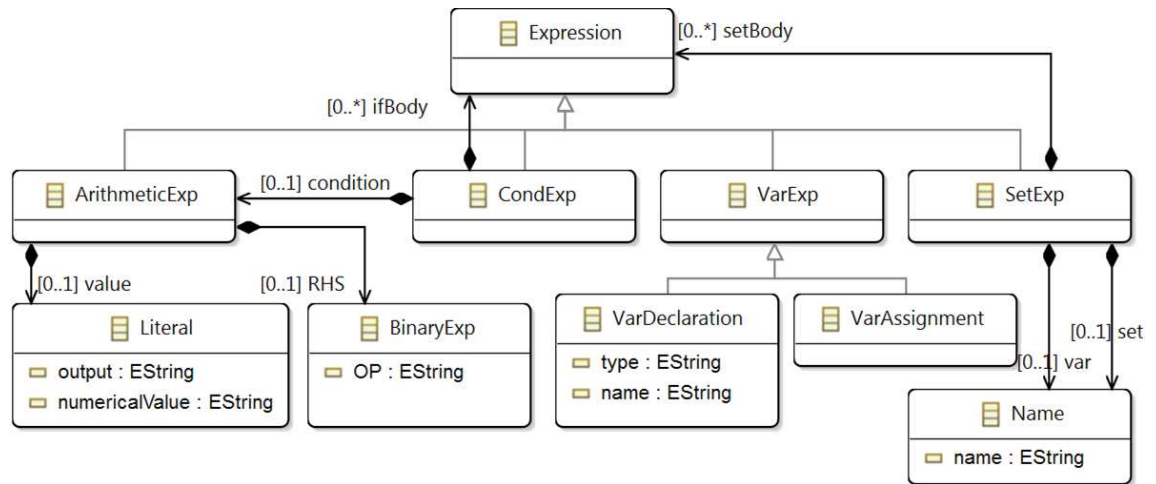 Expression
[0..*] setBody
[0..*] ifBody
ArithmeticExp
[0..1] condition
CondExp
VarExp
SetExp
[0..1] value
[0..1] RHS
Literal
output : EString
numericalValue : EString
BinaryExp
OP : EString
VarDeclaration
type : EString
name : EString
VarAssignment
[0..1] set
[0..1] var
Name
name : EString